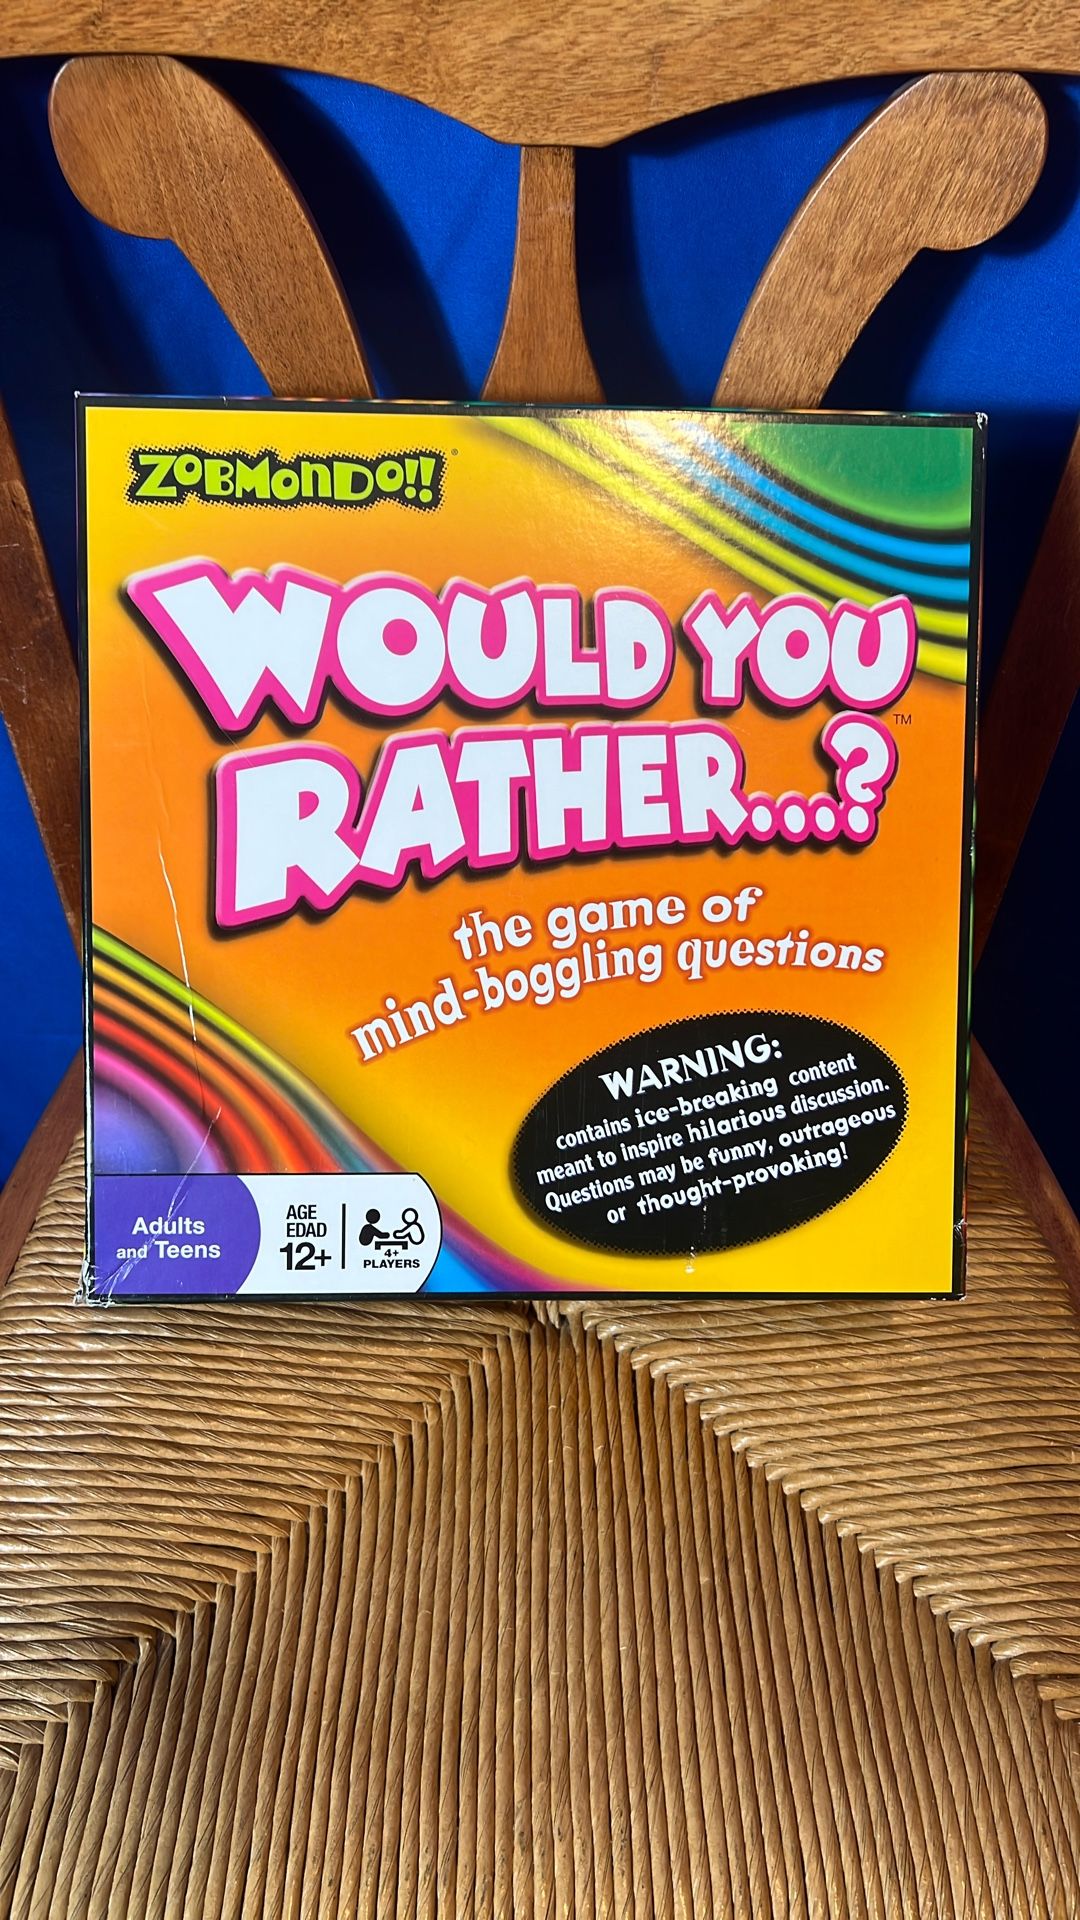 ZOBMONDO!!®
WOULD YOU
RATHER...?™
the game of
mind-boggling questions
WARNING:
contains ice-breaking content
meant to inspire hilarious discussion.
Questions may be funny, outrageous
or thought-provoking!
Adults
and Teens
AGE
EDAD
12+
4+
PLAYERS